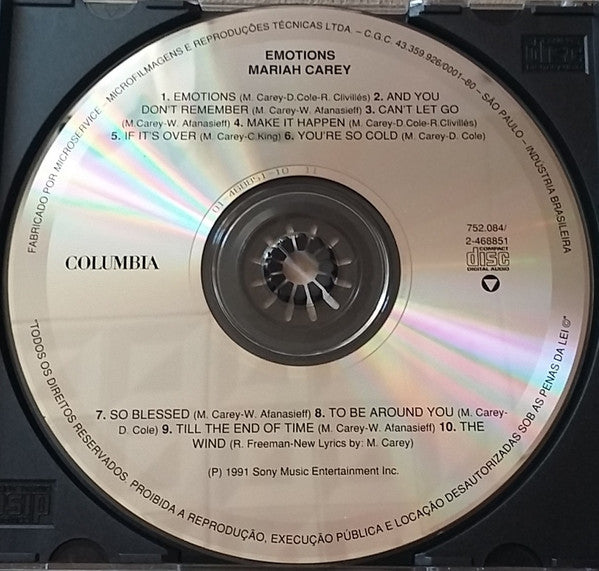 FABRICADO POR MICROSERVICE - MICROFILMAGENS E REPRODUÇÕES TÉCNICAS LTDA. – C.G.C. 43.359.926/0001-80 – SÃO PAULO – INDÚSTRIA BRASILEIRA
EMOTIONS
MARIAH CAREY
1. EMOTIONS (M. Carey-D.Cole-R.Clivillés) 2. AND YOU
DON'T REMEMBER (M.Carey-W. Afanasieff) 3. CAN'T LET GO
(M.Carey-W. Afanasieff) 4. MAKE IT HAPPEN (M. Carey-D.Cole-R.Clivillés)
5. IF IT'S OVER (M. Carey-C.King) 6. YOU'RE SO COLD (M. Carey-D. Cole)
COLUMBIA
752.084/
2-468851
COMPACT
disc
DIGITAL AUDIO
7. SO BLESSED (M. Carey-W. Afanasieff) 8. TO BE AROUND YOU (M. Carey-
D. Cole) 9. TILL THE END OF TIME (M. Carey-W. Afanasieff) 10. THE
WIND (R. Freeman-New Lyrics by: M. Carey)
(P) 1991 Sony Music Entertainment Inc.
"TODOS OS DIREITOS RESERVADOS. PROIBIDA A REPRODUÇÃO, EXECUÇÃO PÚBLICA E LOCAÇÃO DESAUTORIZADAS SOB AS PENAS DA LEI ©"